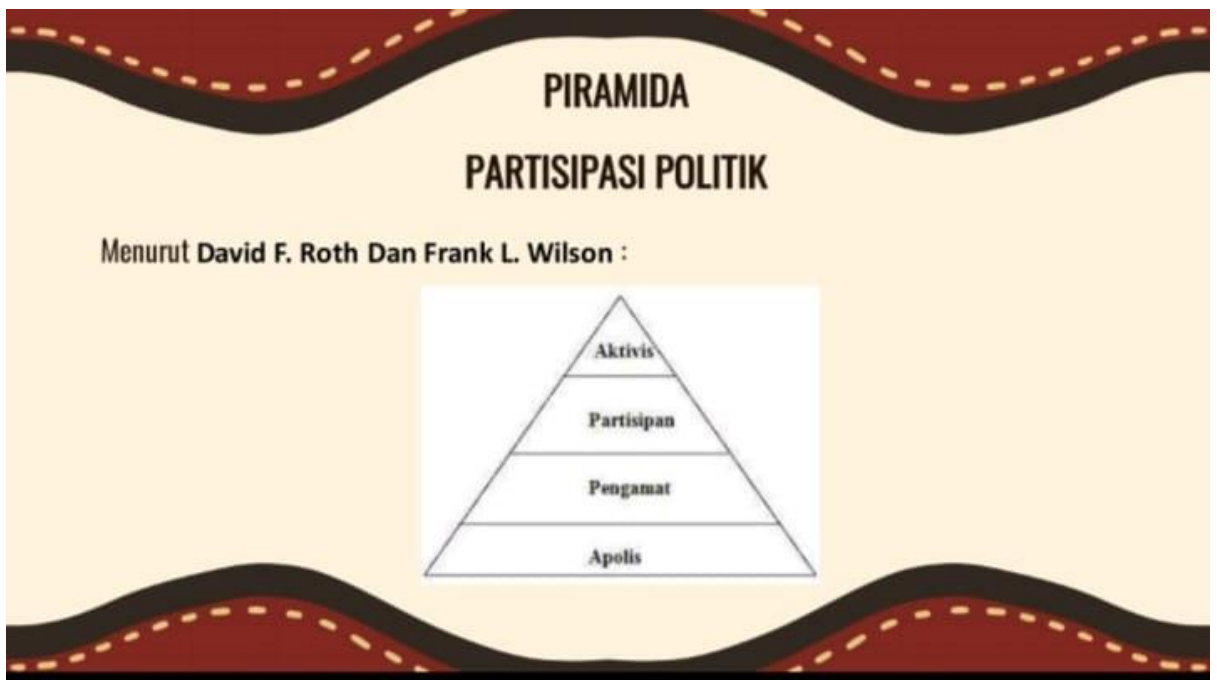 PIRAMIDA
PARTISIPASI POLITIK
Menurut David F. Roth Dan Frank L. Wilson :
Aktivis
Partisipan
Pengamat
Apolis